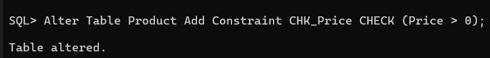 SQL> Alter Table Product Add Constraint CHK_Price CHECK (Price > 0);
Table altered.